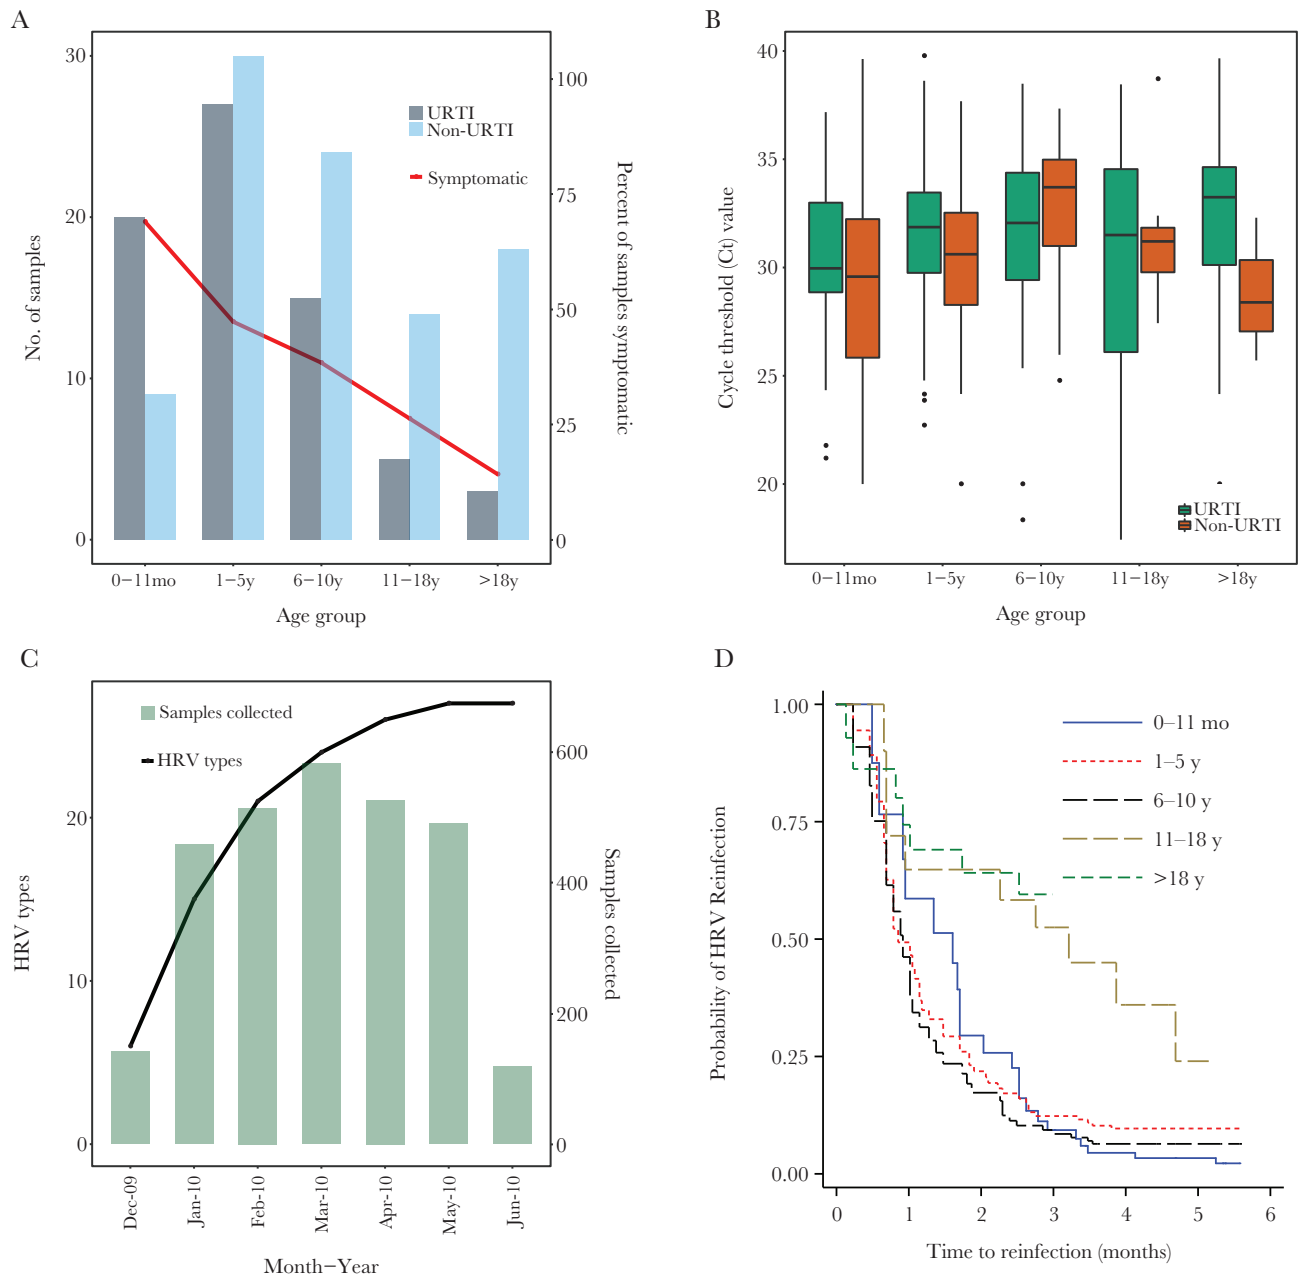 A
30
20
10
0
No. of samples
URTI
Non-URTI
Symptomatic
100
75
50
25
0
Percent of samples symptomatic
0−11mo
1−5y
6−10y
11−18y
>18y
Age group
B
40
35
30
25
20
Cycle threshold (Ct) value
URTI
Non-URTI
0−11mo
1−5y
6−10y
11−18y
>18y
Age group
C
20
10
0
HRV types
Samples collected
HRV types
600
400
200
0
Samples collected
Dec-09
Jan-10
Feb-10
Mar-10
Apr-10
May-10
Jun-10
Month−Year
D
1.00
0.75
0.50
0.25
0.00
Probability of HRV Reinfection
0–11 mo
1–5 y
6–10 y
11–18 y
>18 y
0
1
2
3
4
5
6
Time to reinfection (months)